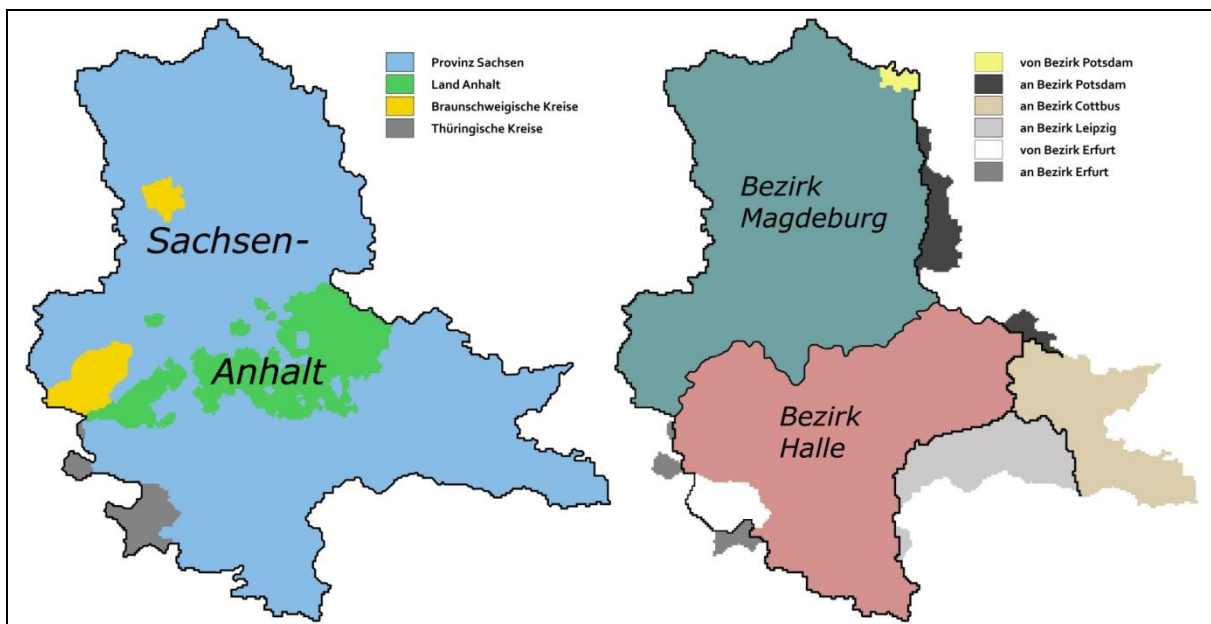 Provinz Sachsen
Land Anhalt
Braunschweigische Kreise
Thüringische Kreise
Sachsen-
Anhalt
von Bezirk Potsdam
an Bezirk Potsdam
an Bezirk Cottbus
an Bezirk Leipzig
von Bezirk Erfurt
an Bezirk Erfurt
Bezirk
Magdeburg
Bezirk
Halle